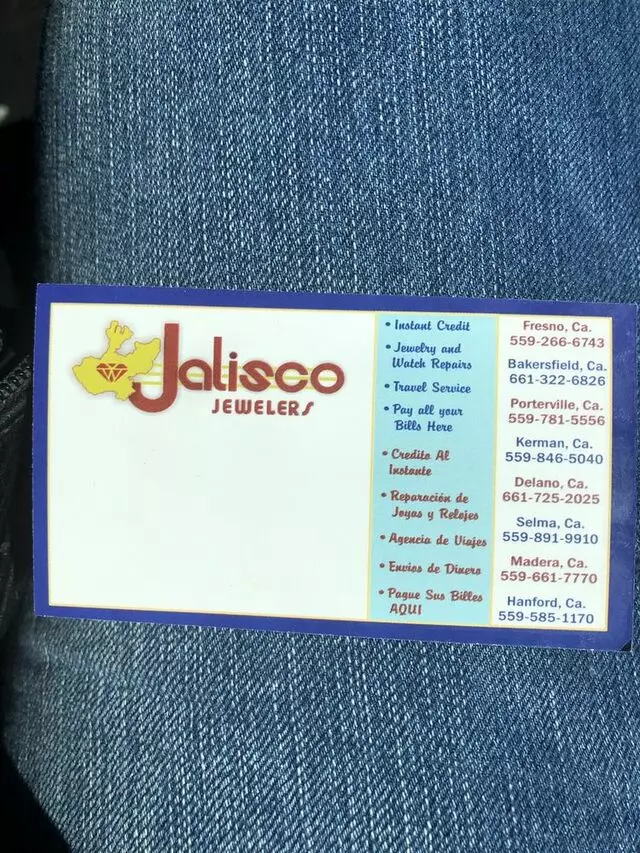 Jalisco
JEWELERS
• Instant Credit
• Jewelry and
Watch Repairs
• Travel Service
• Pay all your
Bills Here
• Credito Al
Instante
• Reparación de
Joyas y Relojes
• Agencia de Viajes
• Envios de Dinero
• Pague Sus Billes
AQUI
Fresno, Ca.
559-266-6743
Bakersfield, Ca.
661-322-6826
Porterville, Ca.
559-781-5556
Kerman, Ca.
559-846-5040
Delano, Ca.
661-725-2025
Selma, Ca.
559-891-9910
Madera, Ca.
559-661-7770
Hanford, Ca.
559-585-1170